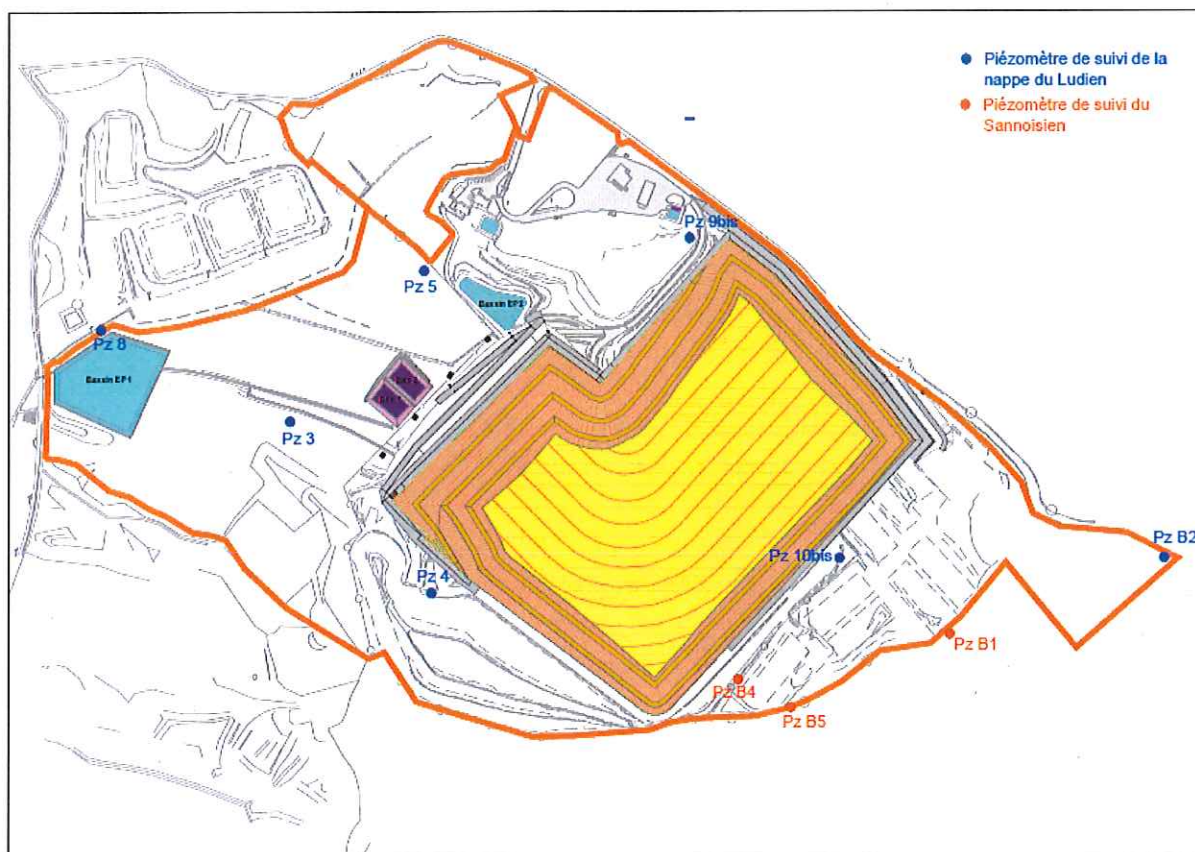 Piézomètre de suivi de la
nappe du Ludien
Piézomètre de suivi du
Sannoisien
Pz 9bis
Pz 5
Bassin EP2
Pz 8
Bassin EP1
Pz 3
Pz 10bis
Pz B2
Pz 4
Pz B1
Pz B4
Pz B5